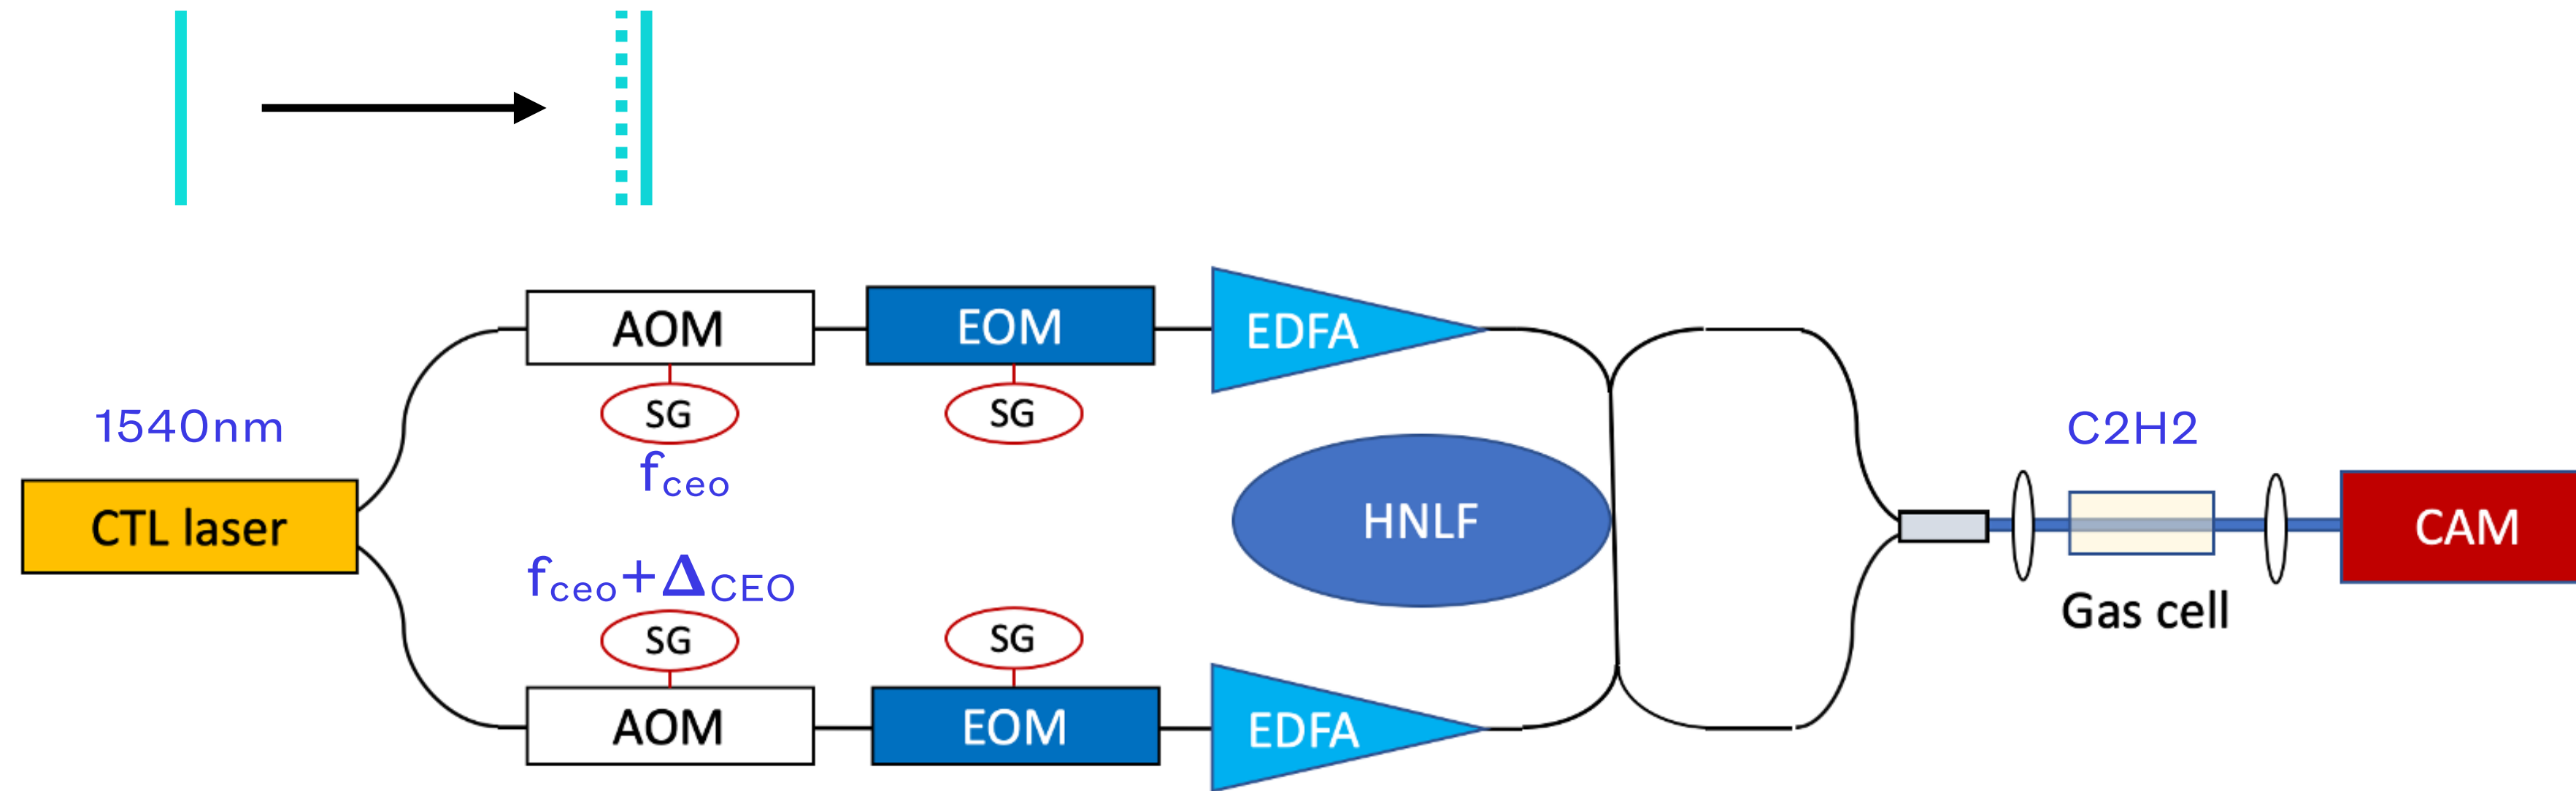 AOM
EOM
EDFA
SG
SG
1540nm
C2H2
fceo
CTL laser
HNLF
CAM
fceo+ΔCEO
Gas cell
SG
SG
AOM
EOM
EDFA